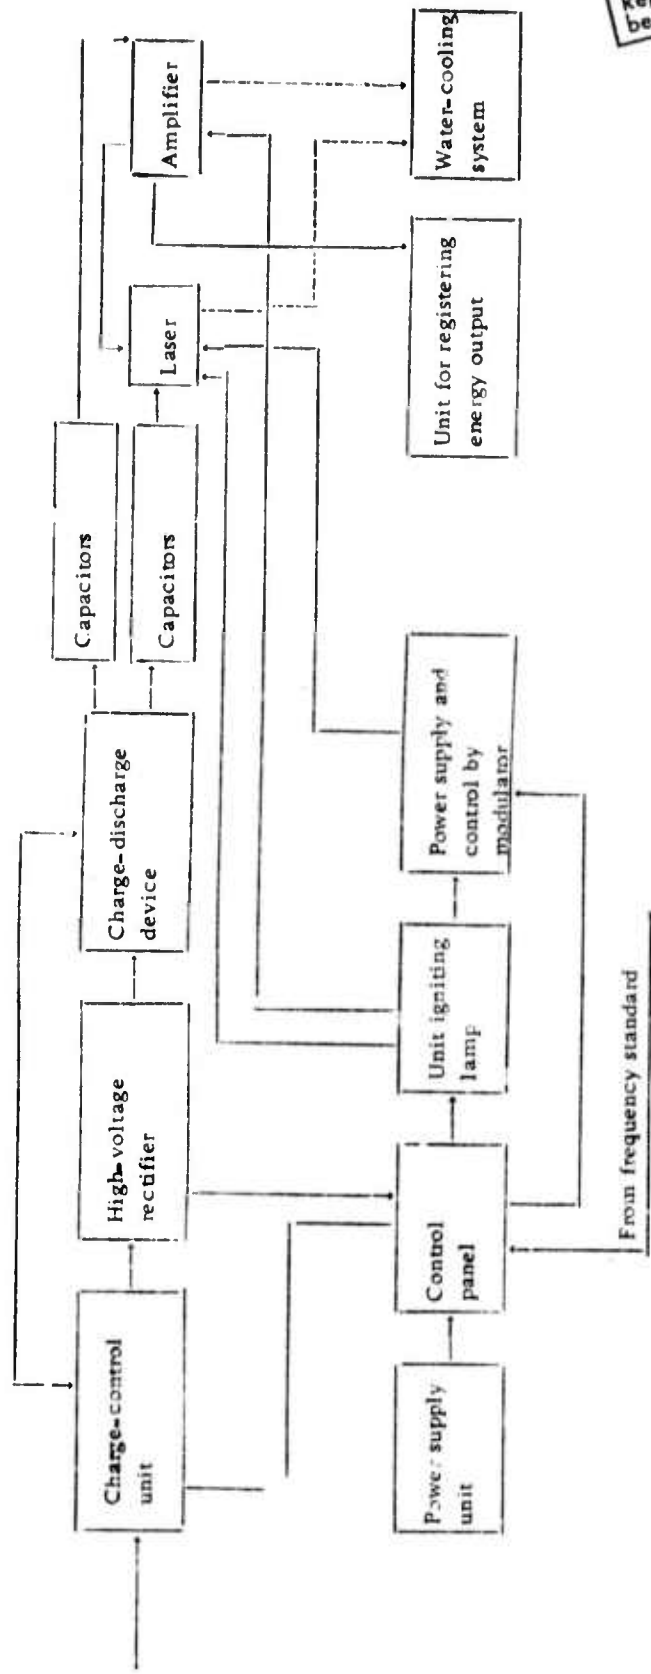 Charge-control
unit
High-voltage
rectifier
Charge-discharge
device
Capacitors
Capacitors
Laser
Amplifier
Power supply
unit
Control
panel
Unit igniting
lamp
Power supply and
control by
modulator
Unit for registering
energy output
Water-cooling
system
From frequency standard